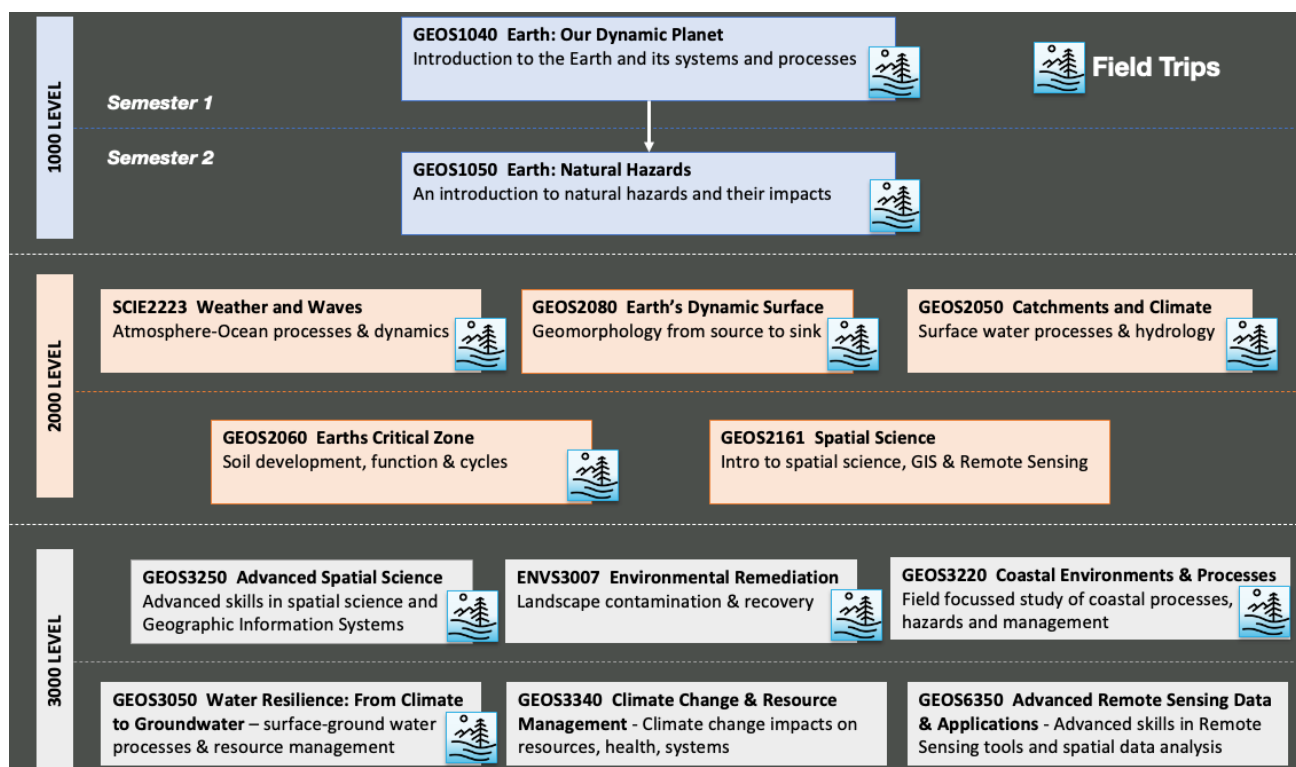 GEOS1040 Earth: Our Dynamic Planet
Introduction to the Earth and its systems and processes
Field Trips
1000 LEVEL
Semester 1
Semester 2
GEOS1050 Earth: Natural Hazards
An introduction to natural hazards and their impacts
2000 LEVEL
SCIE2223 Weather and Waves
Atmosphere-Ocean processes & dynamics
GEOS2080 Earth’s Dynamic Surface
Geomorphology from source to sink
GEOS2050 Catchments and Climate
Surface water processes & hydrology
GEOS2060 Earths Critical Zone
Soil development, function & cycles
GEOS2161 Spatial Science
Intro to spatial science, GIS & Remote Sensing
3000 LEVEL
GEOS3250 Advanced Spatial Science
Advanced skills in spatial science and
Geographic Information Systems
ENVS3007 Environmental Remediation
Landscape contamination & recovery
GEOS3220 Coastal Environments & Processes
Field focussed study of coastal processes,
hazards and management
GEOS3050 Water Resilience: From Climate
to Groundwater – surface-ground water
processes & resource management
GEOS3340 Climate Change & Resource
Management - Climate change impacts on
resources, health, systems
GEOS6350 Advanced Remote Sensing Data
& Applications - Advanced skills in Remote
Sensing tools and spatial data analysis